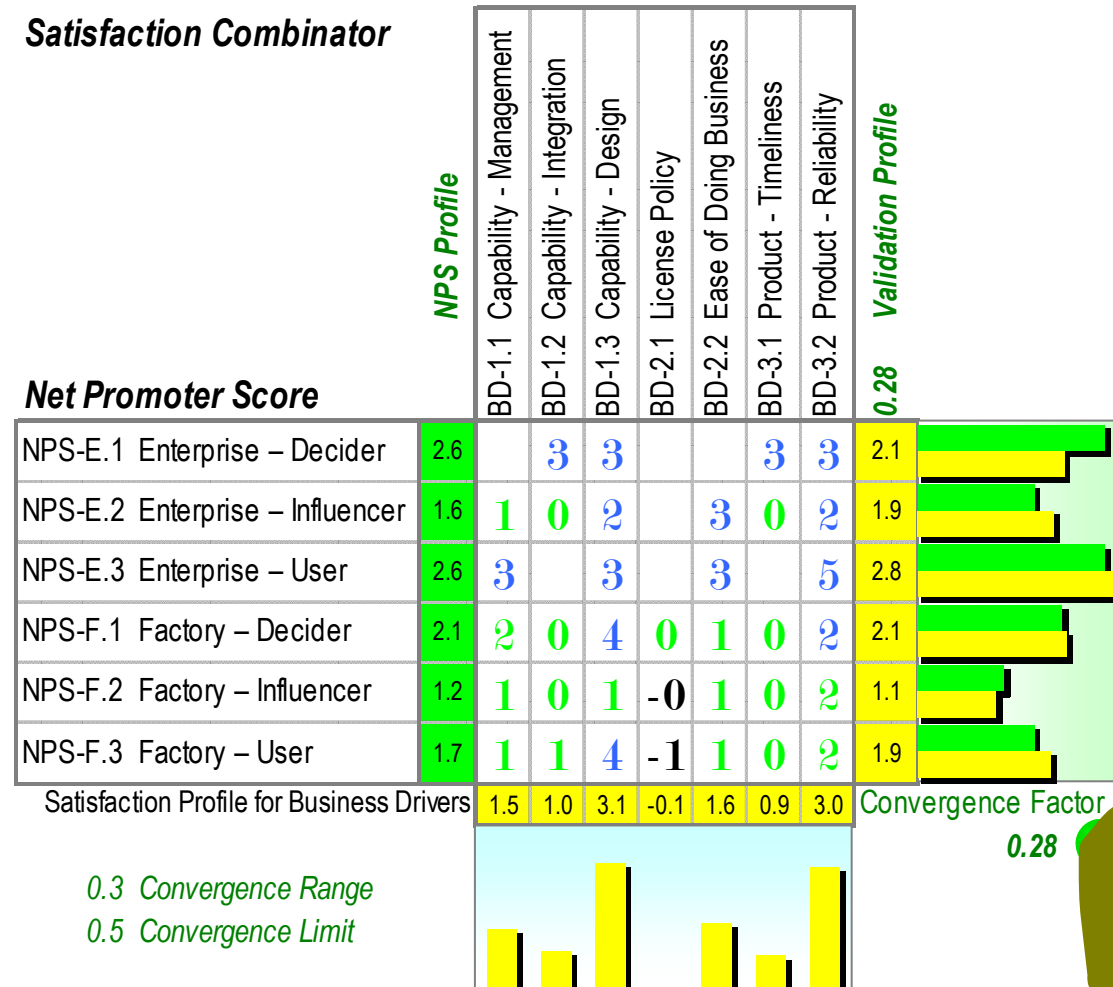 Satisfaction Combinator
NPS Profile
BD-1.1 Capability - Management
BD-1.2 Capability - Integration
BD-1.3 Capability - Design
BD-2.1 License Policy
BD-2.2 Ease of Doing Business
BD-3.1 Product - Timeliness
BD-3.2 Product - Reliability
0.28 Validation Profile
Net Promoter Score
NPS-E.1 Enterprise – Decider 2.6 3 3 3 3 2.1
NPS-E.2 Enterprise – Influencer 1.6 1 0 2 3 0 2 1.9
NPS-E.3 Enterprise – User 2.6 3 3 3 5 2.8
NPS-F.1 Factory – Decider 2.1 2 0 4 0 1 0 2 2.1
NPS-F.2 Factory – Influencer 1.2 1 0 1 -0 1 0 2 1.1
NPS-F.3 Factory – User 1.7 1 1 4 -1 1 0 2 1.9
Satisfaction Profile for Business Drivers 1.5 1.0 3.1 -0.1 1.6 0.9 3.0 Convergence Factor
0.28
0.3 Convergence Range
0.5 Convergence Limit